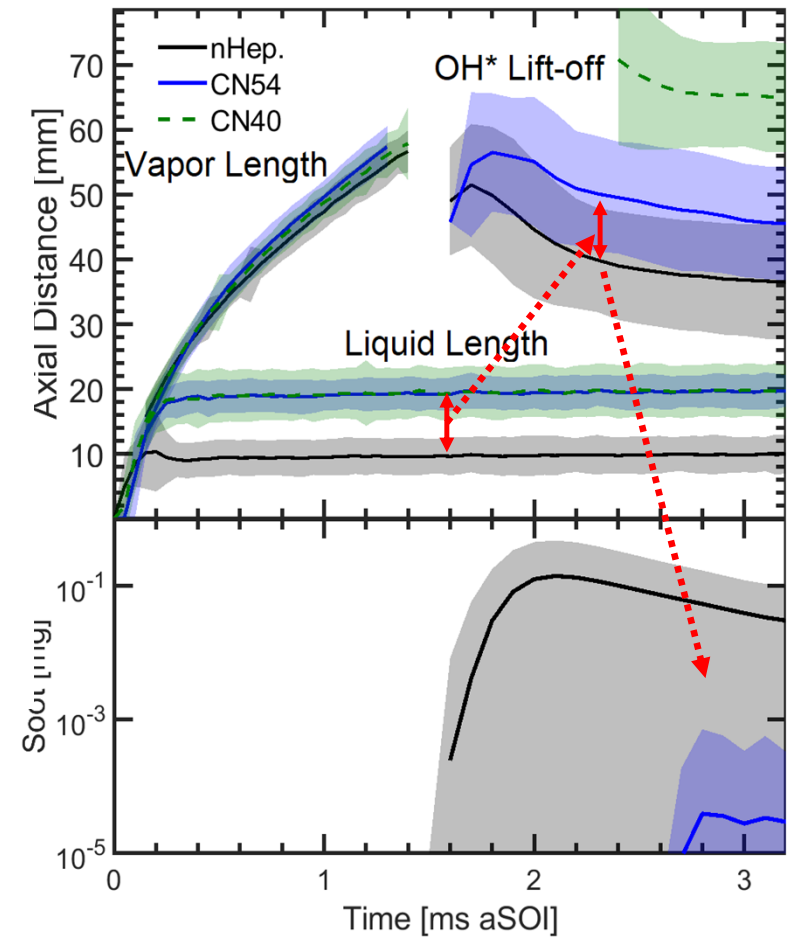 nHep.
CN54
CN40
OH* Lift-off
Vapor Length
Liquid Length
Axial Distance [mm]
70
60
50
40
30
20
10
10-1
10-3
10-5
0
1
2
3
Time [ms aSOI]